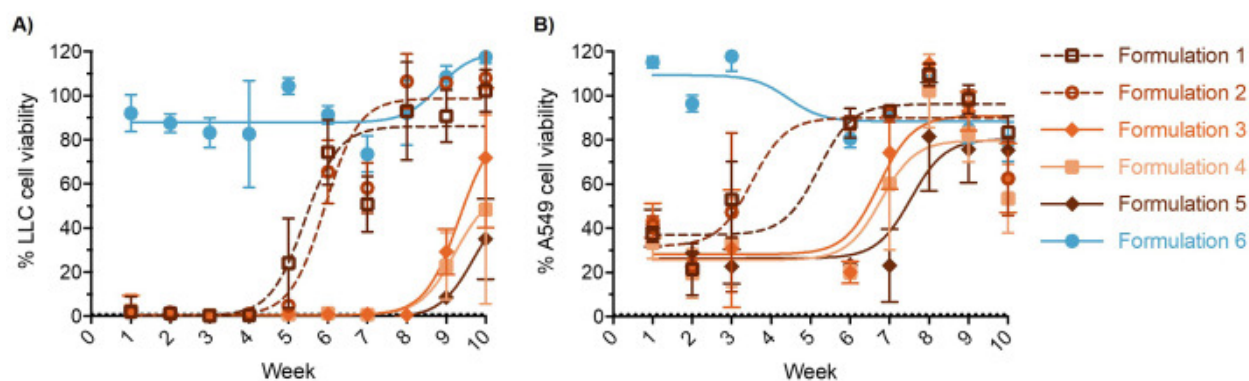 A)
% LLC cell viability
120
100
80
60
40
20
0
0 1 2 3 4 5 6 7 8 9 10
Week
B)
% A549 cell viability
120
100
80
60
40
20
0
0 1 2 3 4 5 6 7 8 9 10
Week
Formulation 1
Formulation 2
Formulation 3
Formulation 4
Formulation 5
Formulation 6